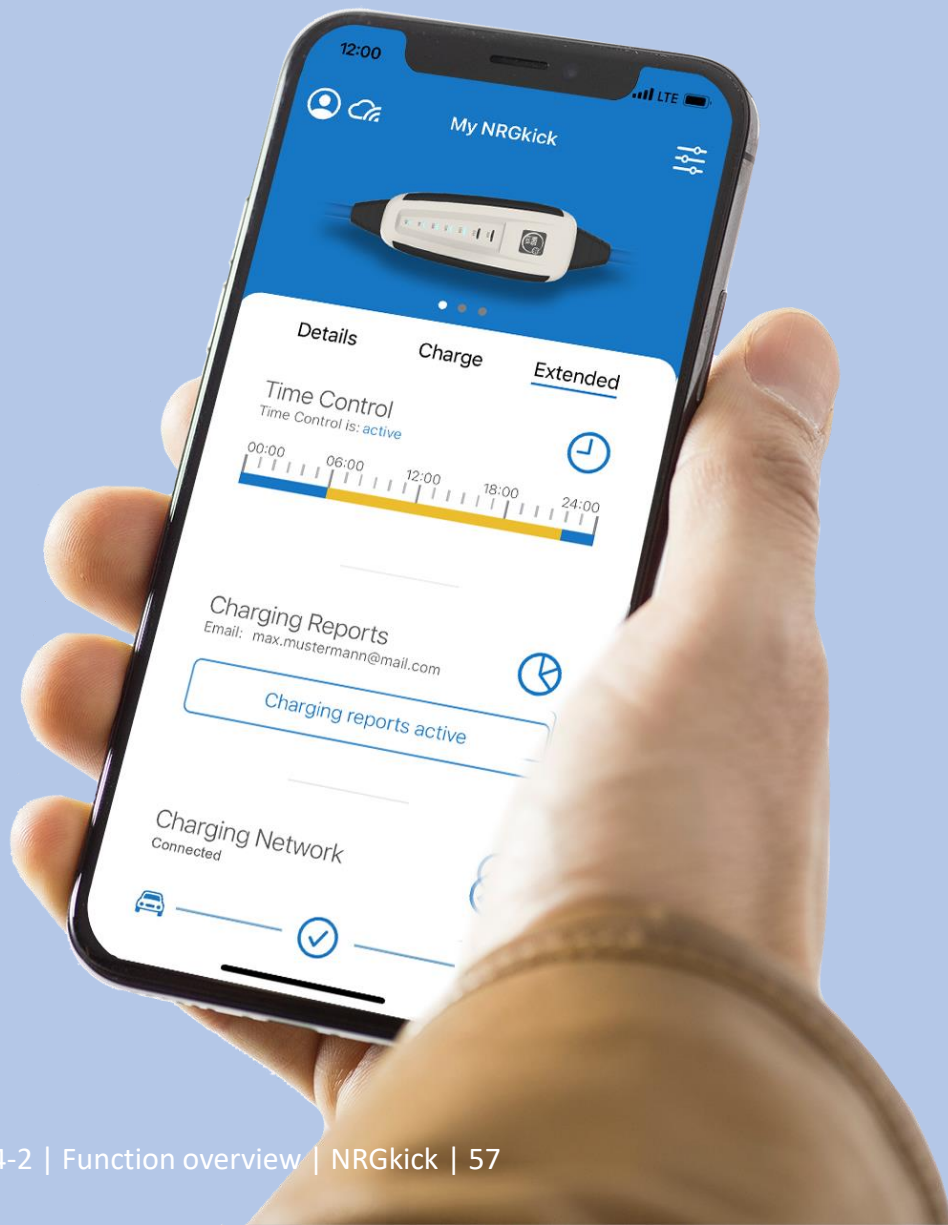 12:00
LTE
My NRGkick
Details Charge Extended
Time Control
Time Control is: active
00:00 06:00 12:00 18:00 24:00
Charging Reports
Email: max.mustermann@mail.com
Charging reports active
Charging Network
Connected
4-2 | Function overview | NRGkick | 57